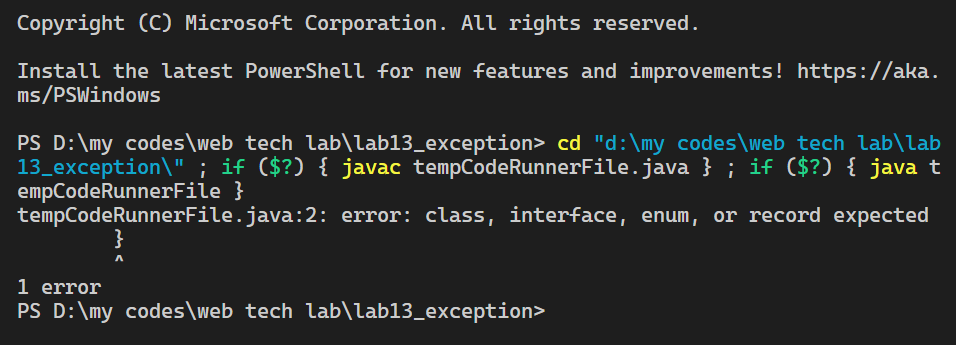 Copyright (C) Microsoft Corporation. All rights reserved.
Install the latest PowerShell for new features and improvements! https://aka.
ms/PSWindows
PS D:\my codes\web tech lab\lab13_exception> cd "d:\my codes\web tech lab\lab
13_exception\" ; if ($?) { javac tempCodeRunnerFile.java } ; if ($?) { java t
empCodeRunnerFile }
tempCodeRunnerFile.java:2: error: class, interface, enum, or record expected
}
^
1 error
PS D:\my codes\web tech lab\lab13_exception>